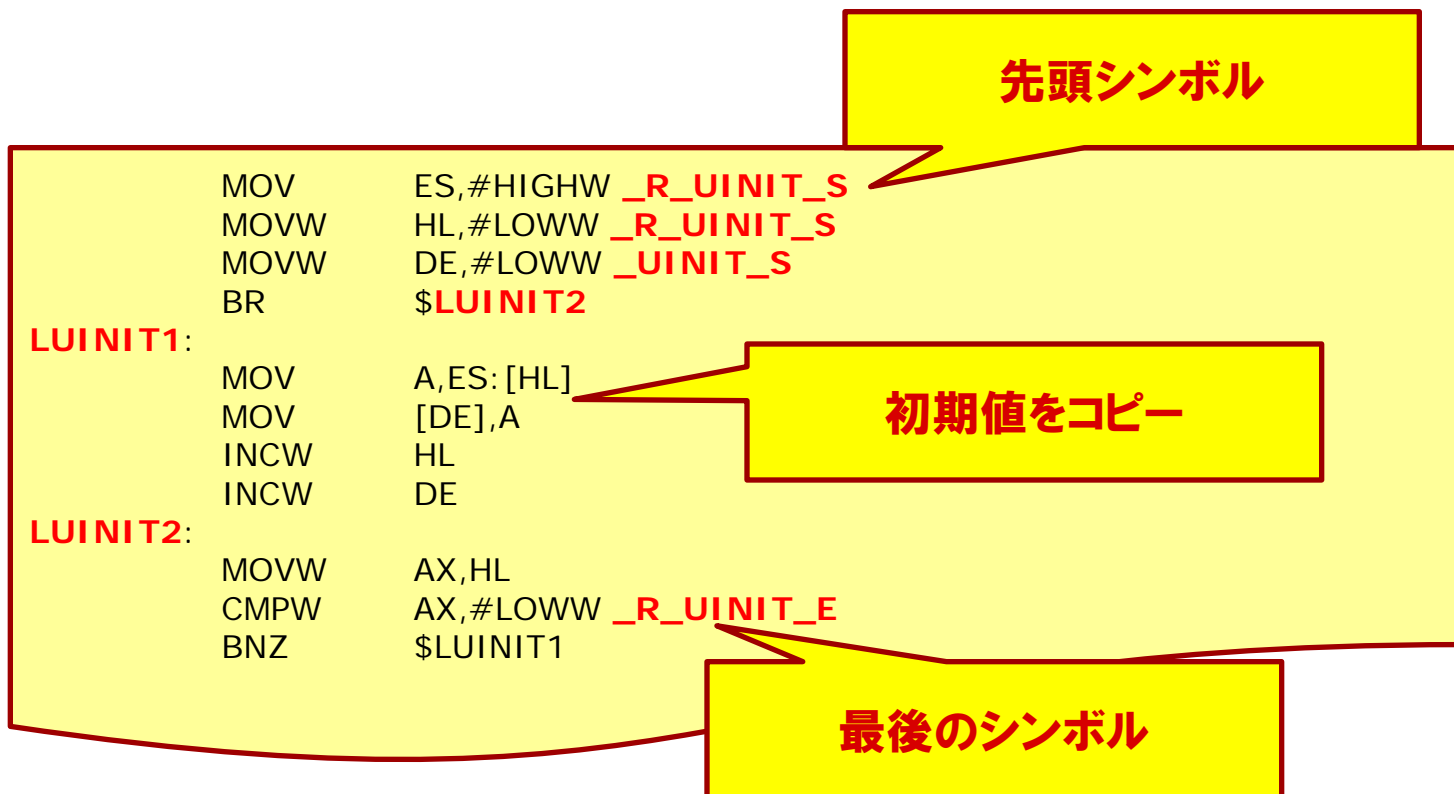 先頭シンボル
MOV ES,#HIGHW _R_UINIT_S
MOVW HL,#LOWW _R_UINIT_S
MOVW DE,#LOWW _UINIT_S
BR $LUINIT2
LUINIT1:
MOV A,ES:[HL]
MOV [DE],A
INCW HL
INCW DE
初期値をコピー
LUINIT2:
MOVW AX,HL
CMPW AX,#LOWW _R_UINIT_E
BNZ $LUINIT1
最後のシンボル